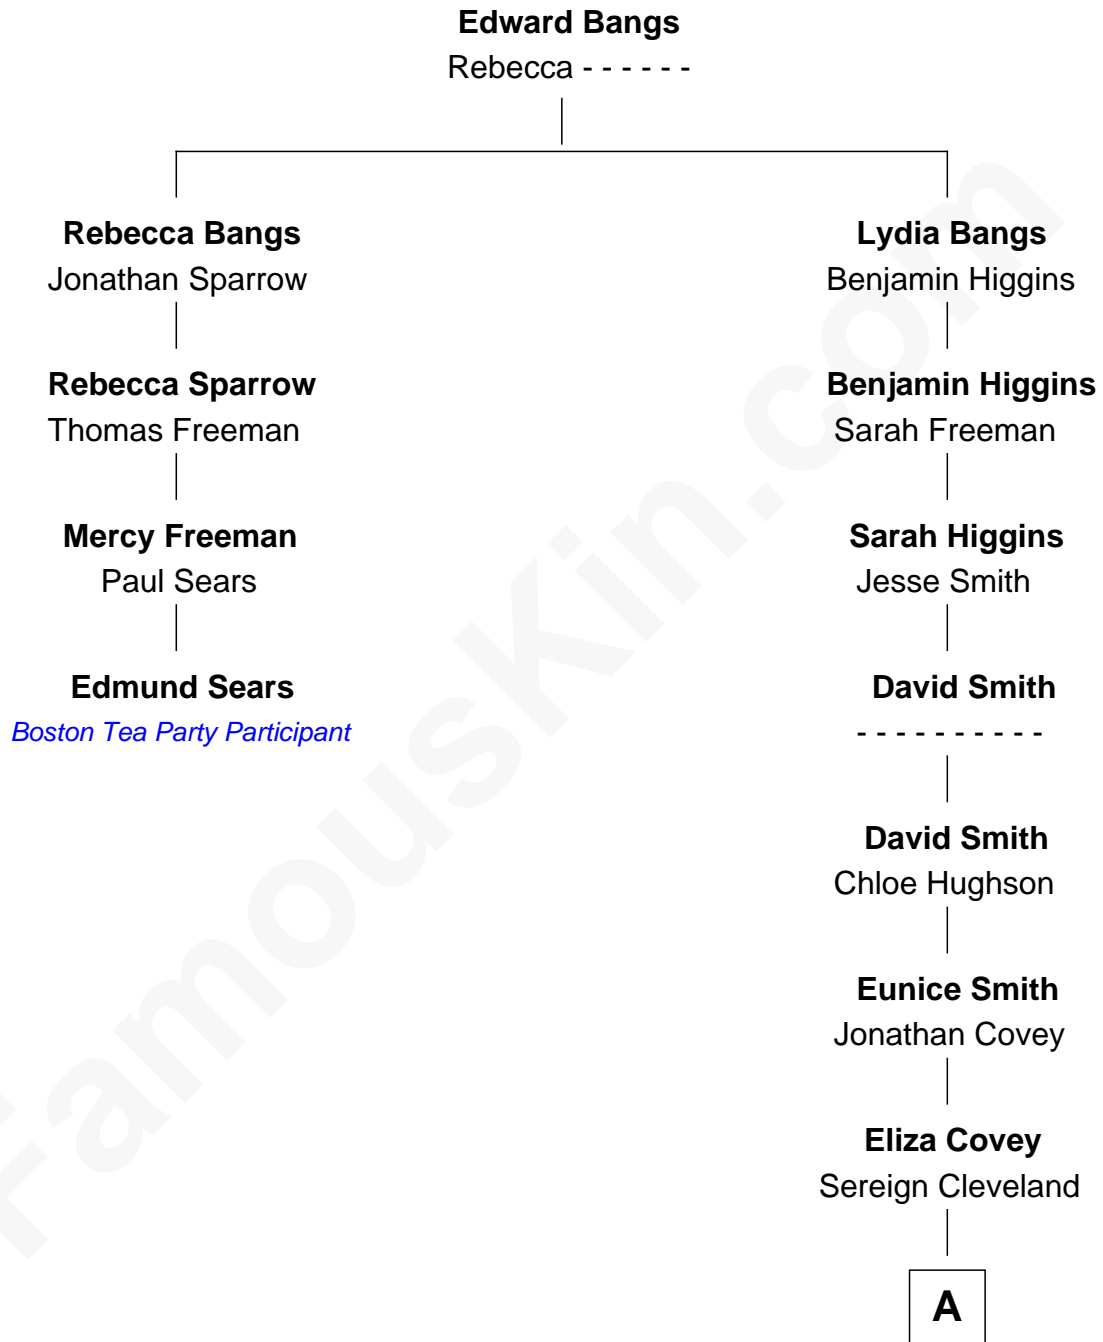 Edward Bangs
Rebecca - - - - - -
Rebecca Bangs
Jonathan Sparrow
Rebecca Sparrow
Thomas Freeman
Mercy Freeman
Paul Sears
Edmund Sears
Boston Tea Party Participant
Lydia Bangs
Benjamin Higgins
Benjamin Higgins
Sarah Freeman
Sarah Higgins
Jesse Smith
David Smith
- - - - - - - - - -
David Smith
Chloe Hughson
Eunice Smith
Jonathan Covey
Eliza Covey
Sereign Cleveland
A
FamousKin.com